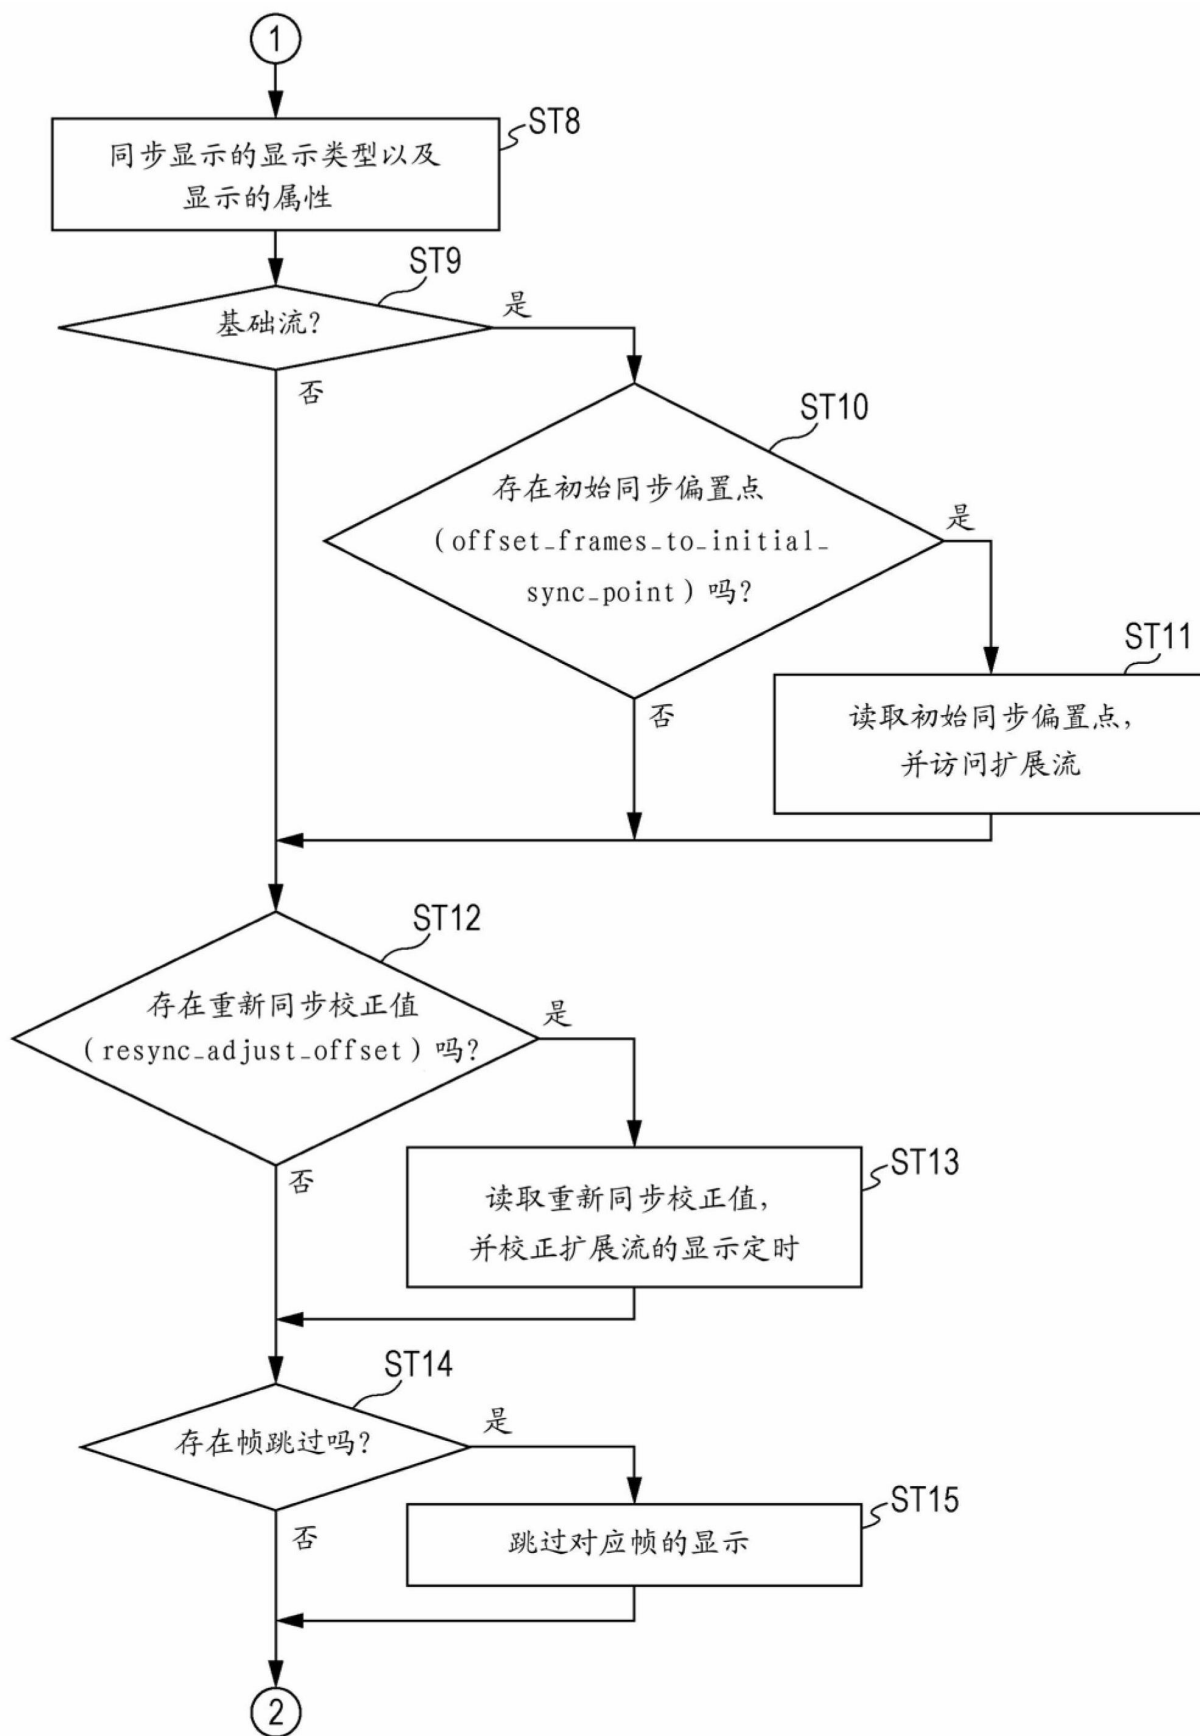 1
ST8
同步显示的显示类型以及
显示的属性
ST9
基础流?
是
否
ST10
存在初始同步偏置点
(offset_frames_to_initial_
sync_point)吗?
是
否
ST11
读取初始同步偏置点,
并访问扩展流
ST12
存在重新同步校正值
(resync_adjust_offset)吗?
是
否
ST13
读取重新同步校正值,
并校正扩展流的显示定时
ST14
存在帧跳过吗?
是
否
ST15
跳过对应帧的显示
2